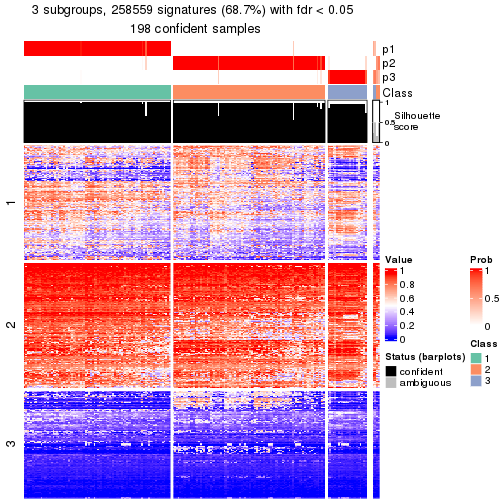 3 subgroups, 258559 signatures (68.7%) with fdr < 0.05
198 confident samples
p1
p2
p3
Class
1
0.5
0
Silhouette
score
1
2
3
Value
1
0.8
0.6
0.4
0.2
0
Prob
1
0.5
0
Status (barplots)
confident
ambiguous
Class
1
2
3